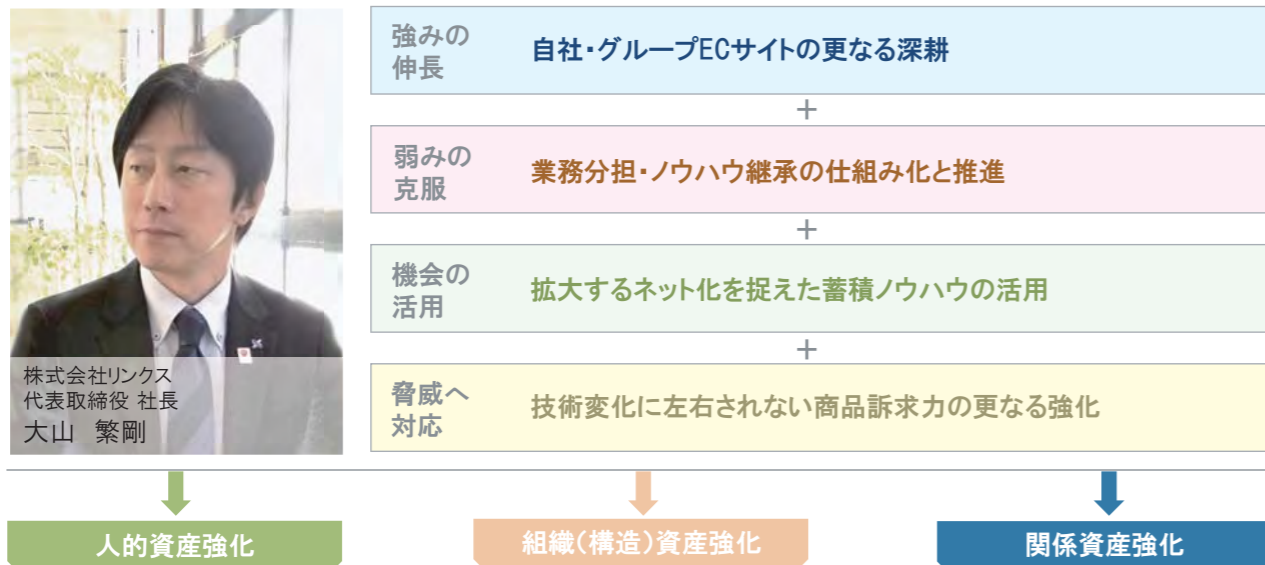 強みの
伸長
自社・グループECサイトの更なる深耕
＋
弱みの
克服
業務分担・ノウハウ継承の仕組み化と推進
＋
機会の
活用
拡大するネット化を捉えた蓄積ノウハウの活用
＋
脅威へ
対応
技術変化に左右されない商品訴求力の更なる強化
株式会社リンクス
代表取締役 社長
大山　繁剛
人的資産強化
組織（構造）資産強化
関係資産強化